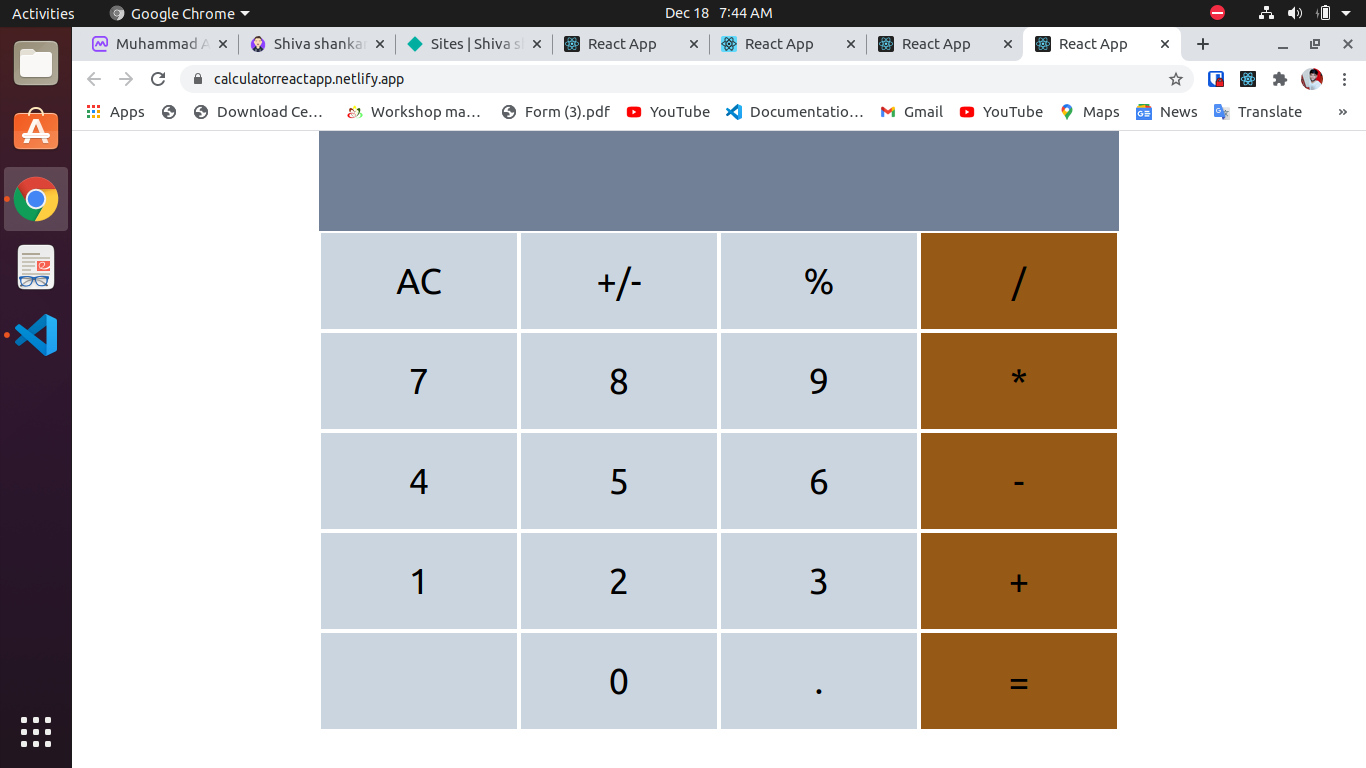 Activities Google Chrome Dec 18 7:44 AM
Muhammad A Shiva shankar Sites | Shiva sh React App React App React App React App
calculatorreactapp.netlify.app
Apps Download Ce... Workshop ma... Form (3).pdf YouTube Documentatio... Gmail YouTube Maps News Translate »
AC +/- % /
7 8 9 *
4 5 6 -
1 2 3 +
0 . =